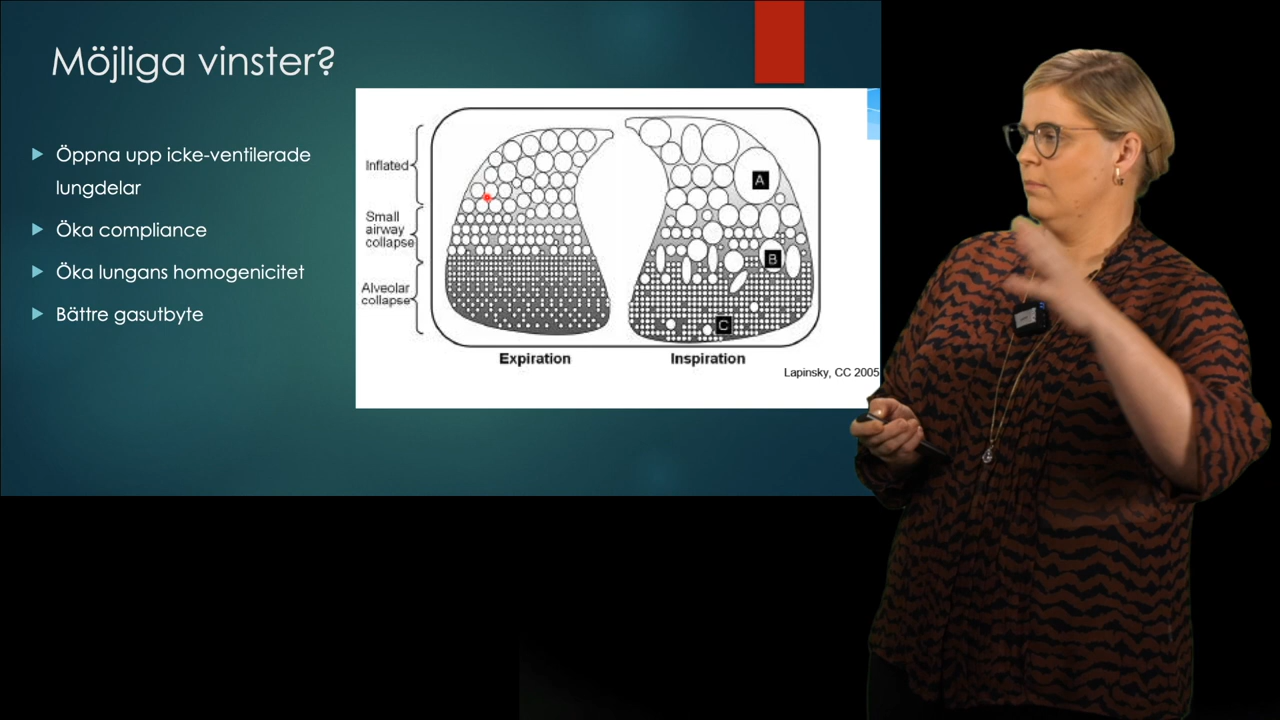 Möjliga vinster?
Öppna upp icke-ventilerade
lungdelar
Öka compliance
Öka lungans homogenicitet
Bättre gasutbyte
Inflated
Small
airway
collapse
Alveolar
collapse
A
B
C
Expiration
Inspiration
Lapinsky, CC 2005